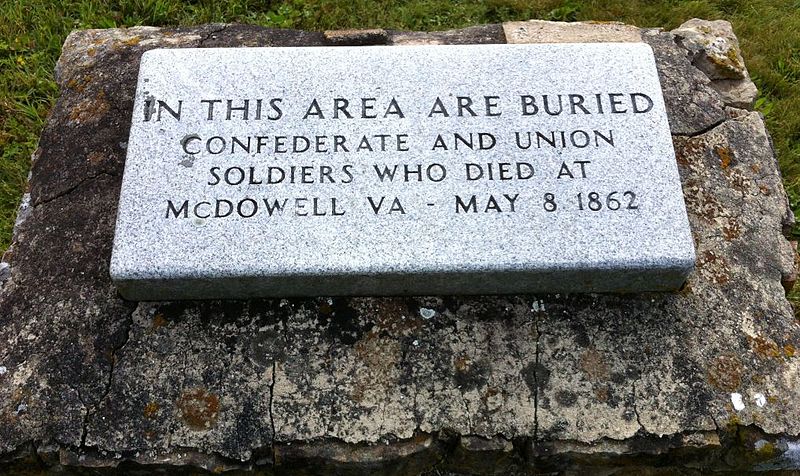 IN THIS AREA ARE BURIED
CONFEDERATE AND UNION
SOLDIERS WHO DIED AT
MCDOWELL VA - MAY 8 1862